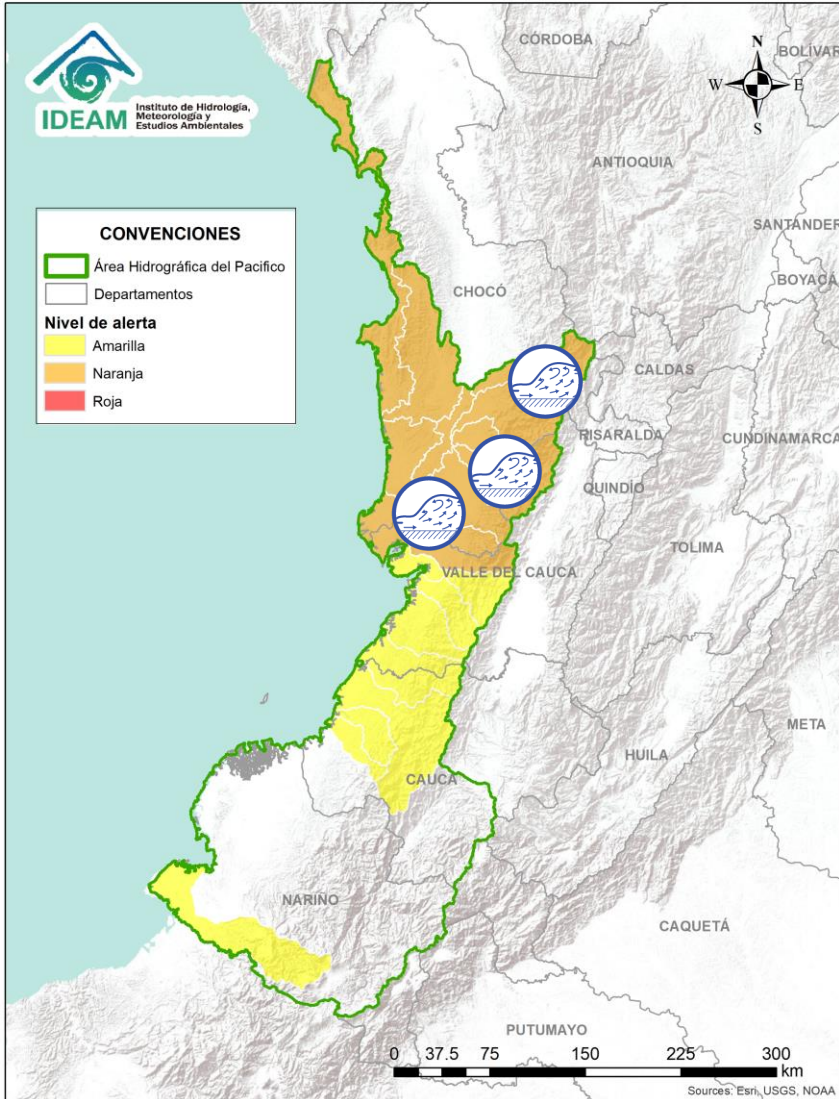 IDEAM
Instituto de Hidrología,
Meteorología y
Estudios Ambientales
CÓRDOBA
BOLÍVAR
N
W
E
S
ANTIOQUIA
SANTANDER
BOYACÁ
CONVENCIONES
Área Hidrográfica del Pacifico
Departamentos
Nivel de alerta
Amarilla
Naranja
Roja
CHOCÓ
CALDAS
RISARALDA
CUNDINAMARCA
QUINDÍO
TOLIMA
VALLE DEL CAUCA
META
HUILA
CAUCA
NARIÑO
CAQUETÁ
PUTUMAYO
0 37.5 75 150 225 300
km
Sources: Esri, USGS, NOAA